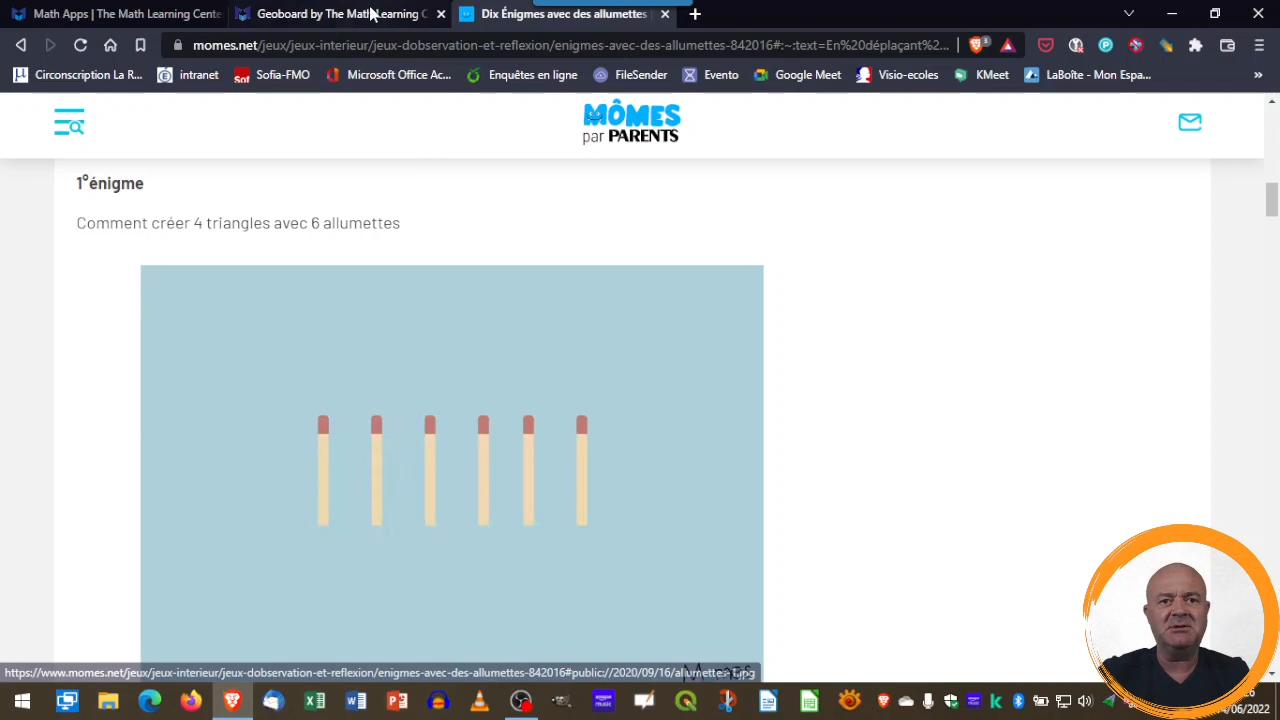 Math Apps | The Math Learning Cente
Geoboard by The Math Learning C
Dix Énigmes avec des allumettes
momes.net/jeux/jeux-interieur/jeux-dobservation-et-reflexion/enigmes-avec-des-allumettes-842016#:~:text=En%20déplaçant%2...
Circonscription La R...
intranet
Sofia-FMO
Microsoft Office Ac...
Enquêtes en ligne
FileSender
Evento
Google Meet
Visio-ecoles
KMeet
LaBoîte - Mon Espa...
»
MÔMES
par PARENTS
1°énigme
Comment créer 4 triangles avec 6 allumettes
https://www.momes.net/jeux/jeux-interieur/jeux-dobservation-et-reflexion/enigmes-avec-des-allumettes-842016#public://2020/09/16/allumettes-1.jpg